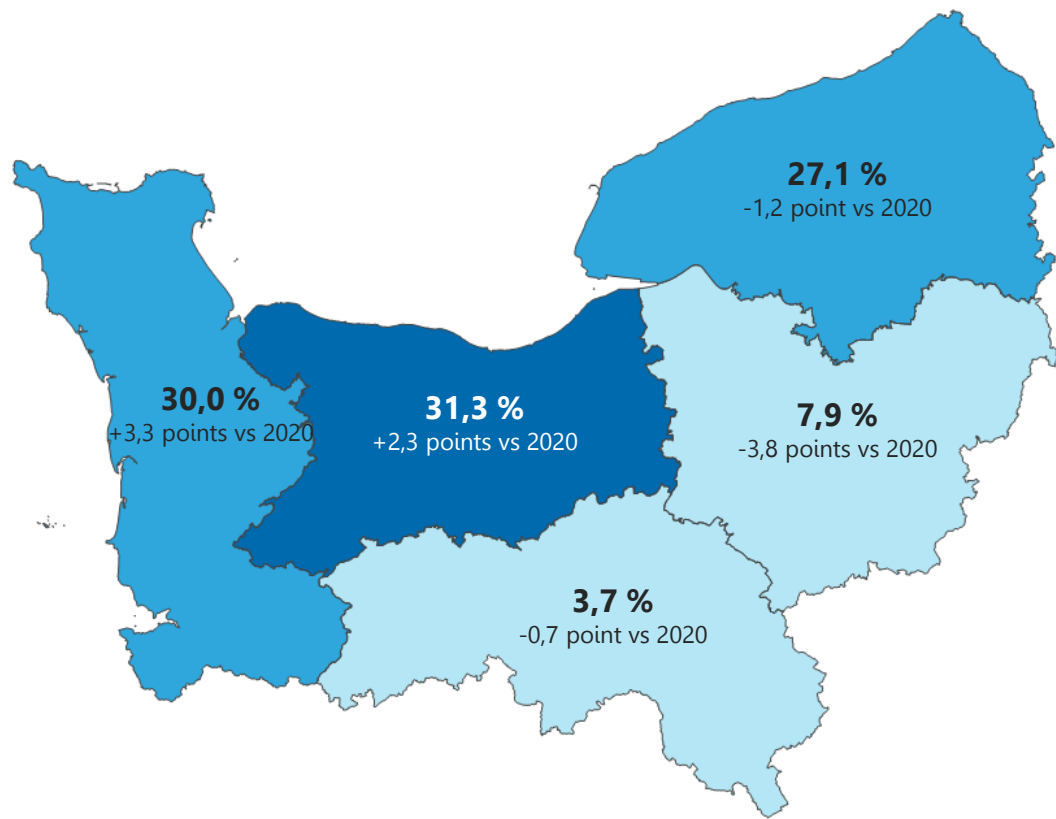 27,1 %
-1,2 point vs 2020
30,0 %
+3,3 points vs 2020
31,3 %
+2,3 points vs 2020
7,9 %
-3,8 points vs 2020
3,7 %
-0,7 point vs 2020